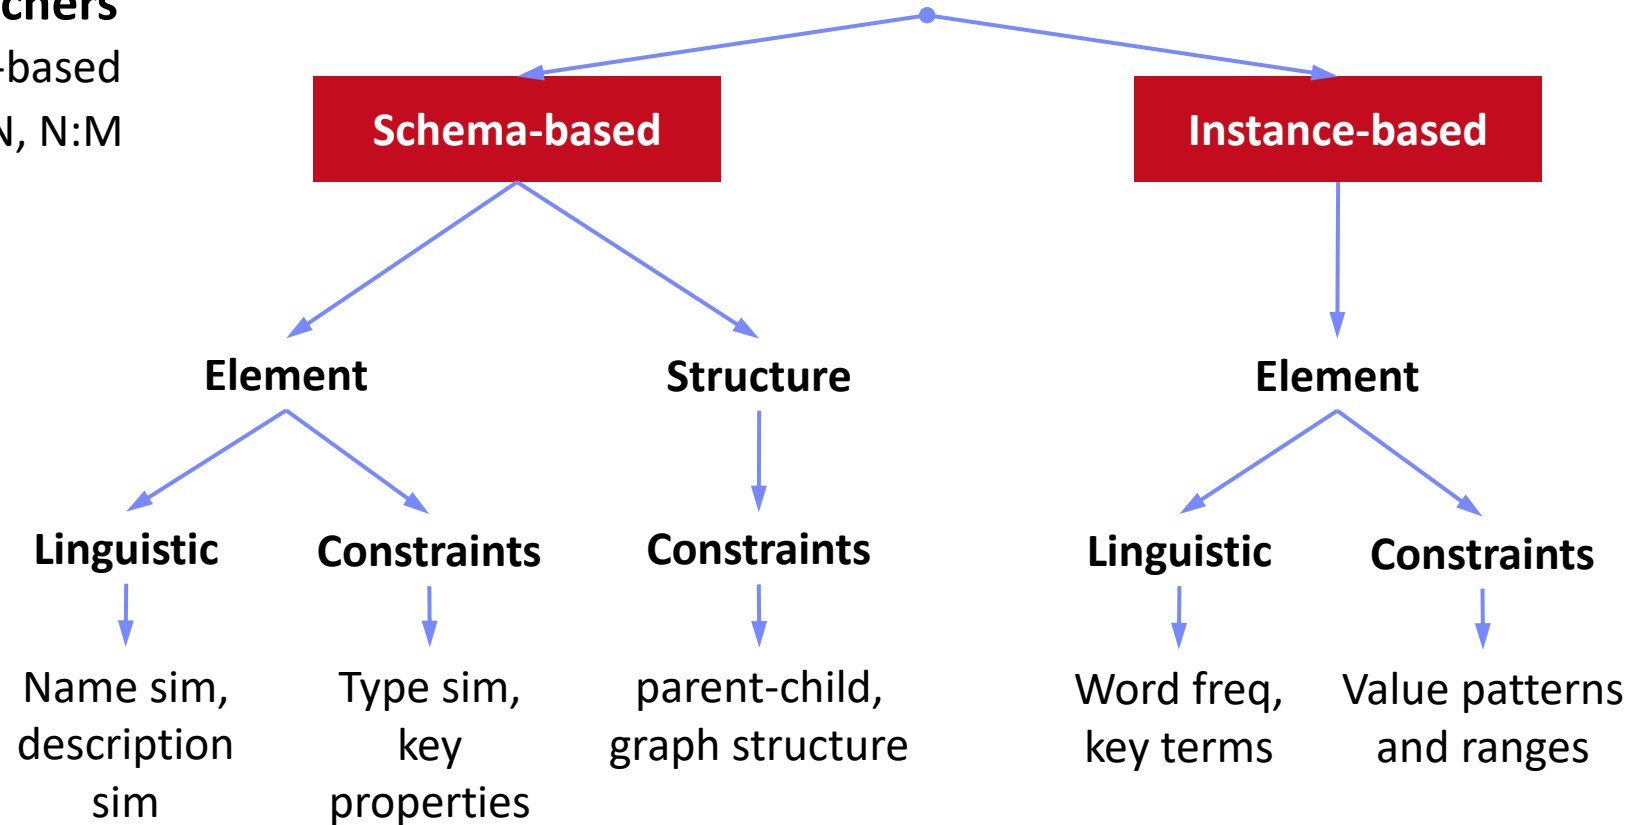 chers
-based
N, N:M
Schema-based
Instance-based
Element
Structure
Element
Linguistic
Constraints
Constraints
Linguistic
Constraints
Name sim,
description
sim
Type sim,
key
properties
parent-child,
graph structure
Word freq,
key terms
Value patterns
and ranges